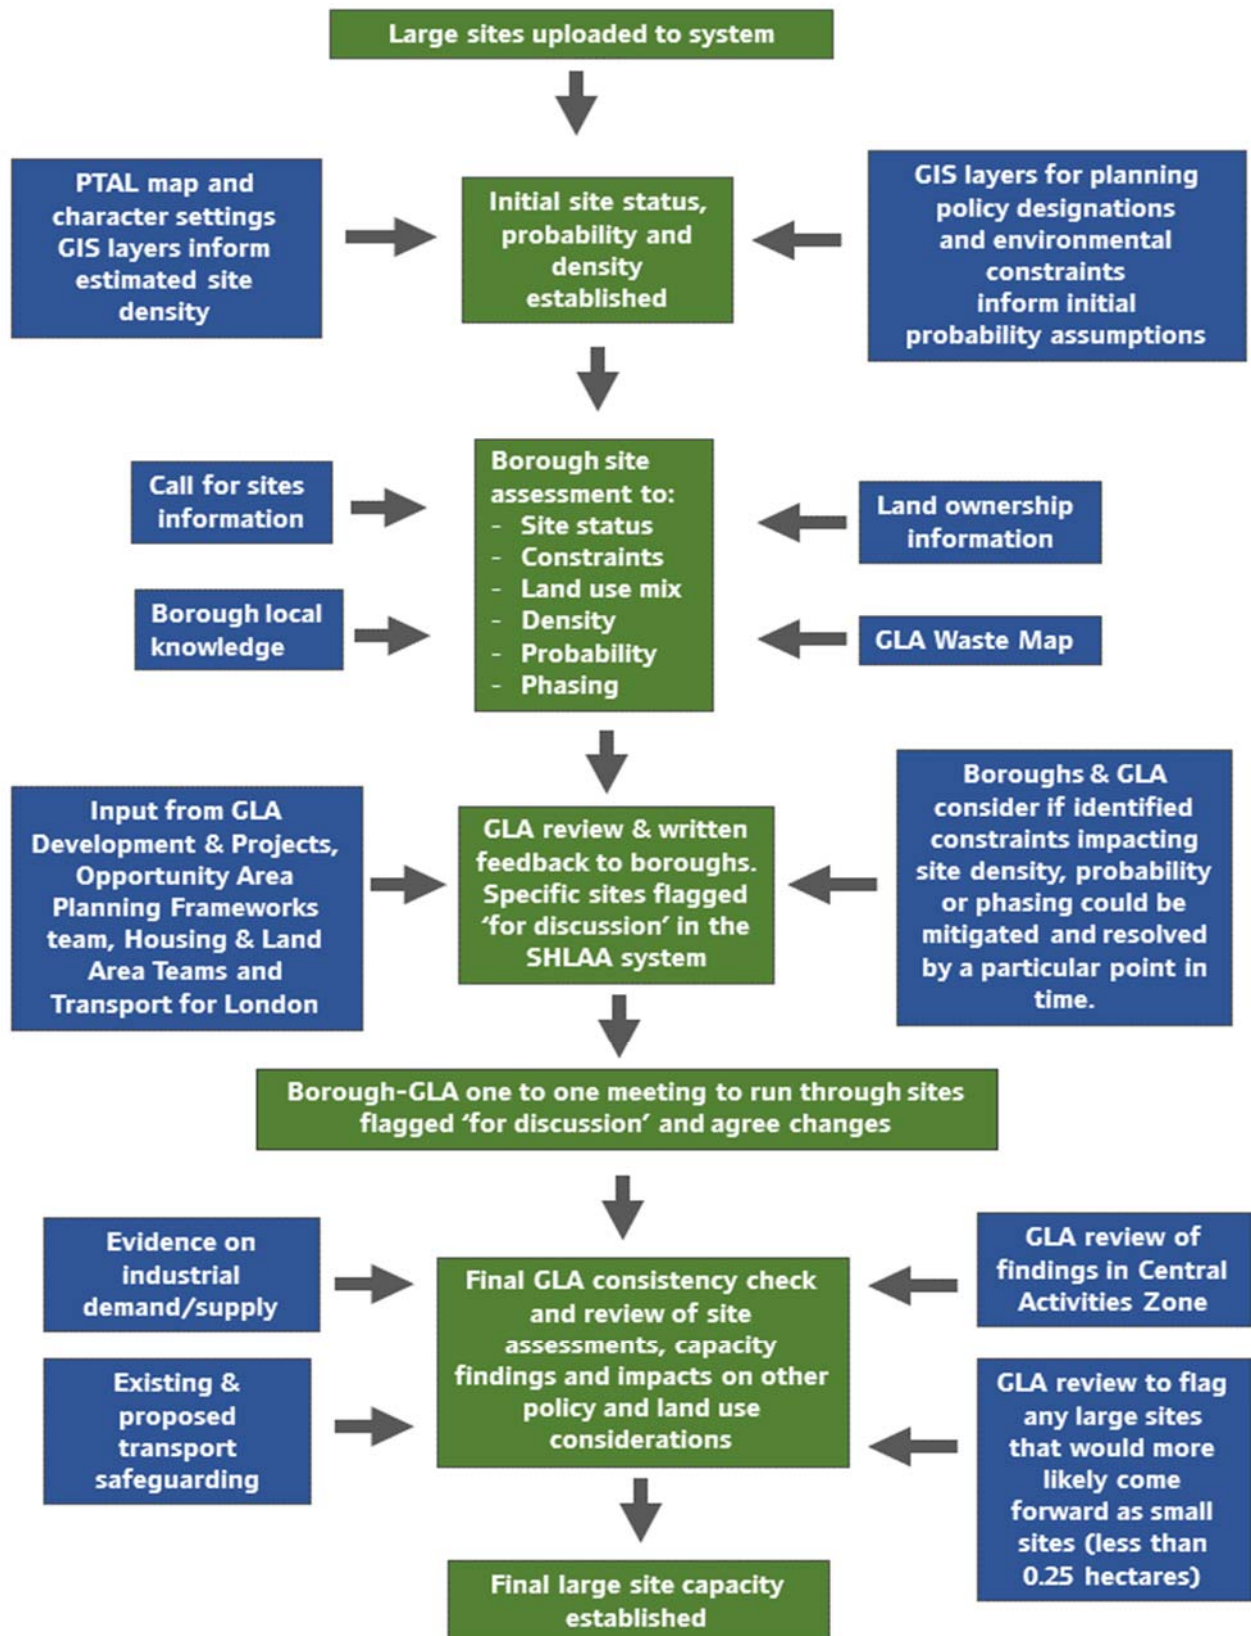 Large sites uploaded to system
PTAL map and
character settings
GIS layers inform
estimated site
density
Initial site status,
probability and
density
established
GIS layers for planning
policy designations
and environmental
constraints
inform initial
probability assumptions
Call for sites
information
Borough local
knowledge
Borough site
assessment to:
- Site status
- Constraints
- Land use mix
- Density
- Probability
- Phasing
Land ownership
information
GLA Waste Map
Input from GLA
Development & Projects,
Opportunity Area
Planning Frameworks
team, Housing & Land
Area Teams and
Transport for London
GLA review & written
feedback to boroughs.
Specific sites flagged
‘for discussion’ in the
SHLAA system
Boroughs & GLA
consider if identified
constraints impacting
site density, probability
or phasing could be
mitigated and resolved
by a particular point in
time.
Borough-GLA one to one meeting to run through sites
flagged ‘for discussion’ and agree changes
Evidence on
industrial
demand/supply
Existing &
proposed
transport
safeguarding
Final GLA consistency check
and review of site
assessments, capacity
findings and impacts on other
policy and land use
considerations
GLA review of
findings in Central
Activities Zone
GLA review to flag
any large sites
that would more
likely come
forward as small
sites (less than
0.25 hectares)
Final large site capacity
established